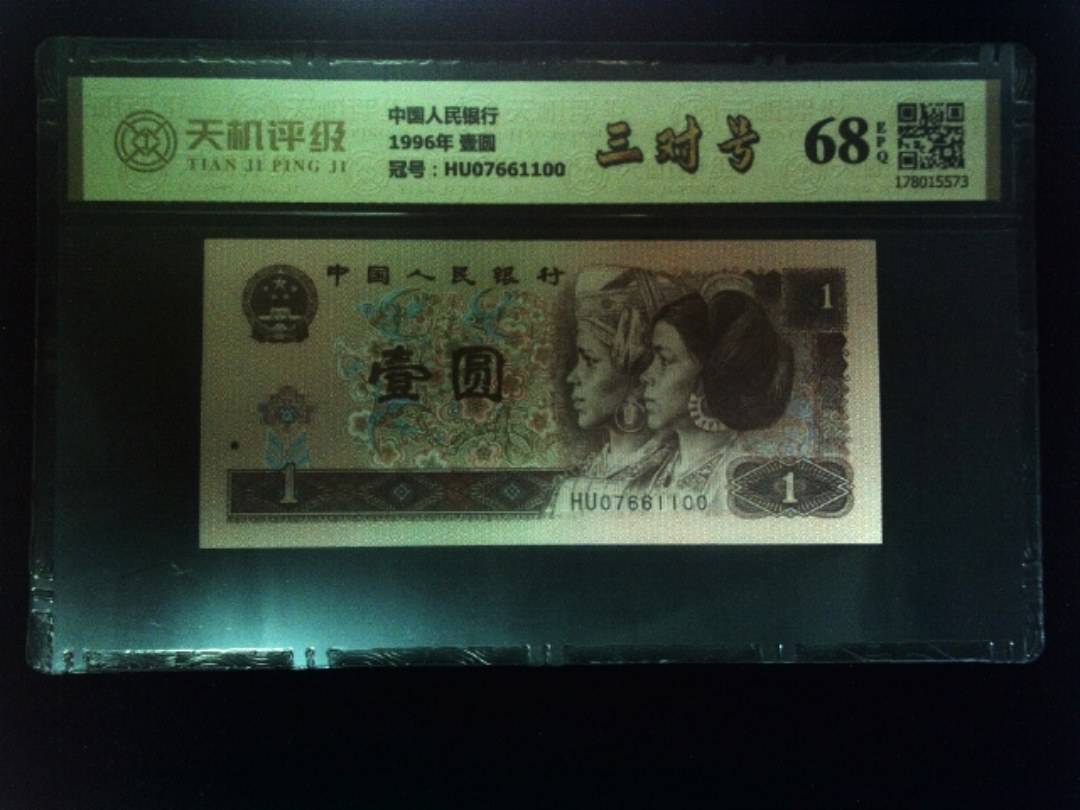 天机评级
TIAN JI PING JI
中国人民银行
1996年 壹圆
冠号：HU07661100
三对号
68
EPQ
178015573
中国人民银行
1
壹圆
1
HU07661100
1